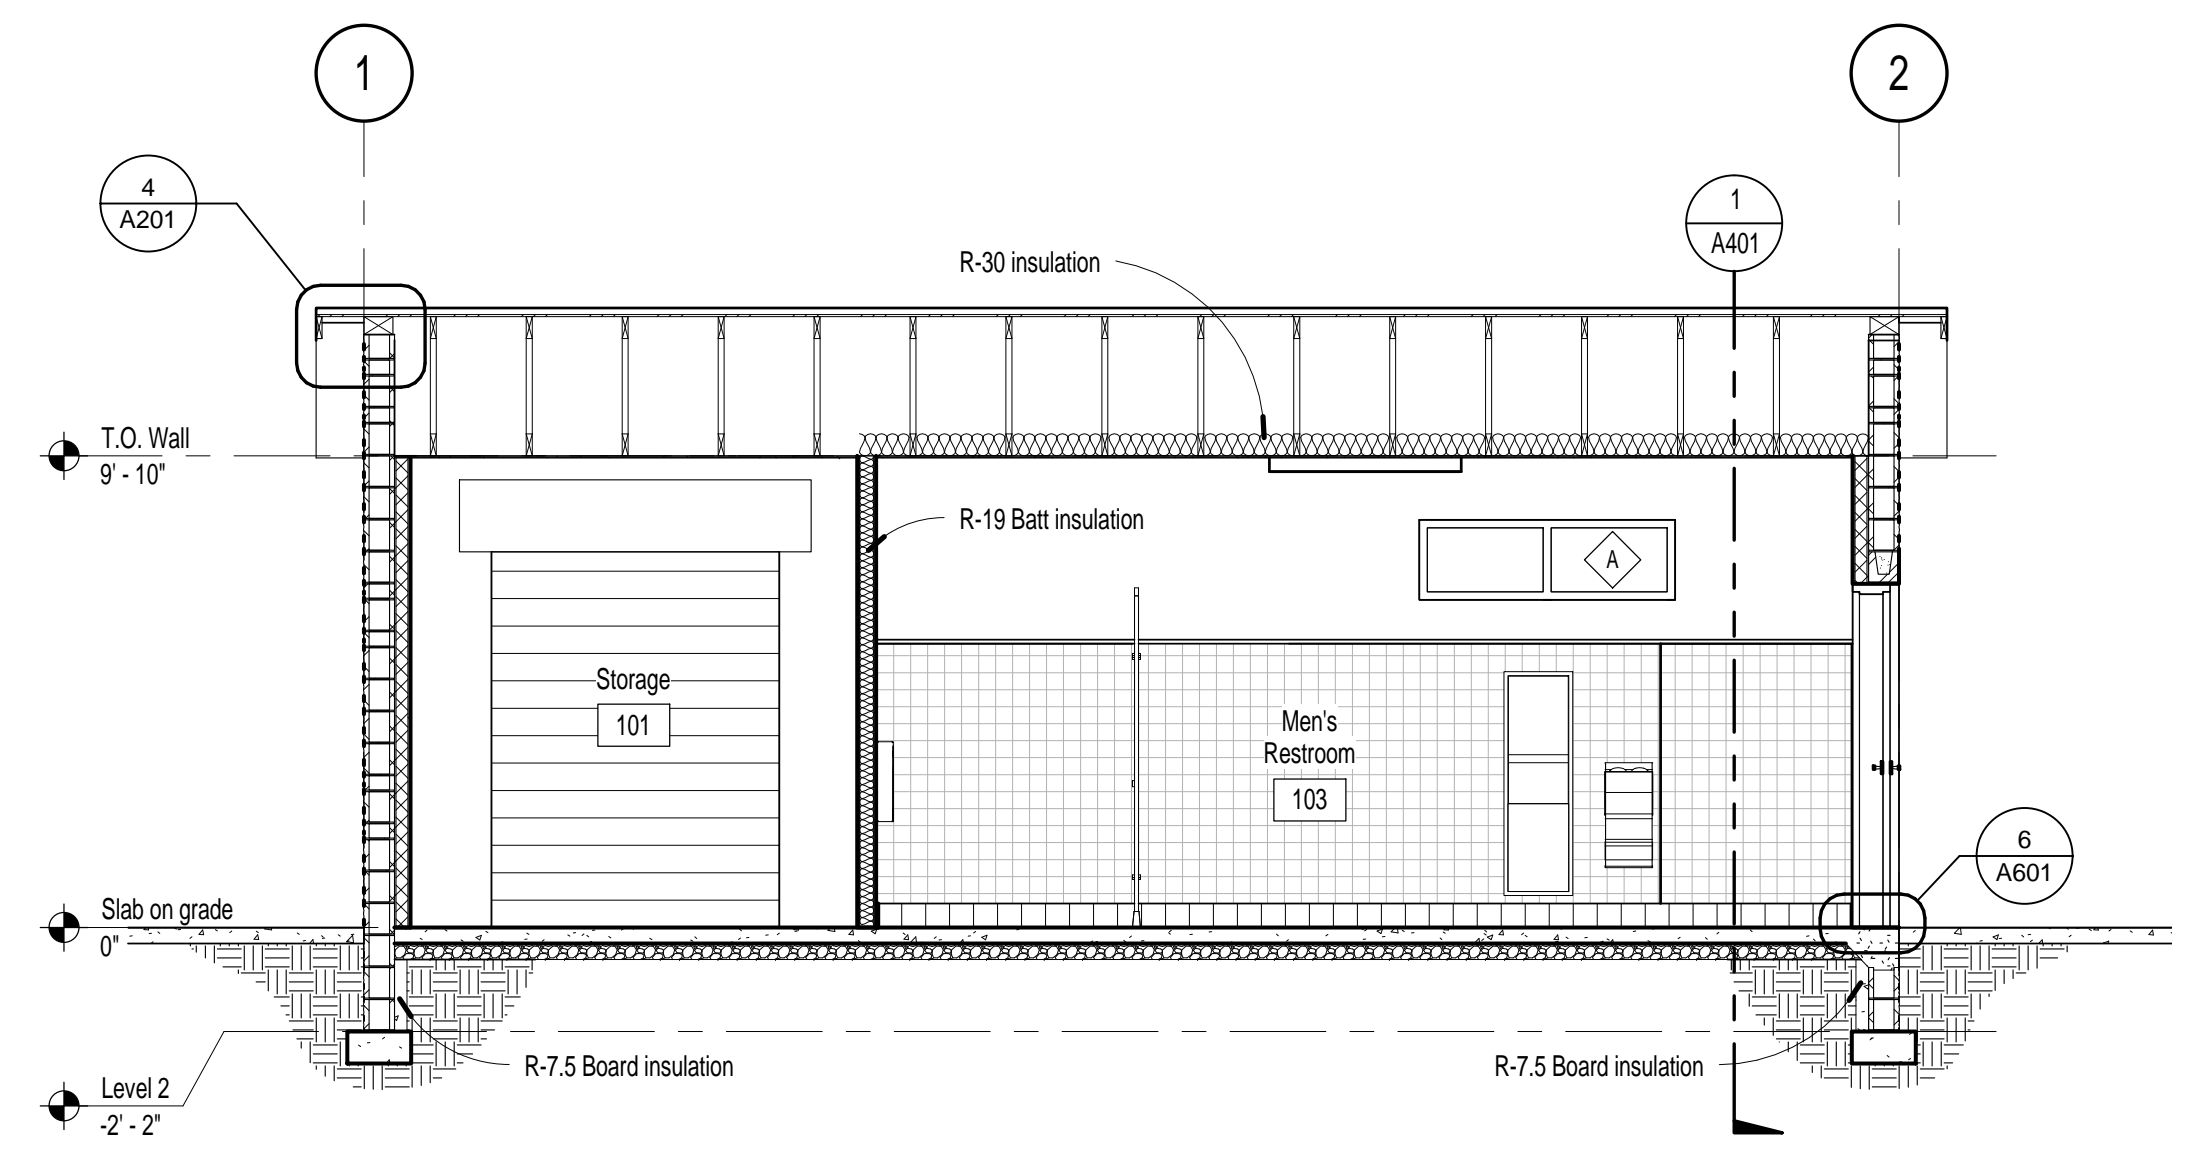 1
2
4
A201
1
A401
R-30 insulation
T.O. Wall
9' - 10"
R-19 Batt insulation
A
Storage
101
Men's
Restroom
103
6
A601
Slab on grade
0"
R-7.5 Board insulation
R-7.5 Board insulation
Level 2
-2' - 2"